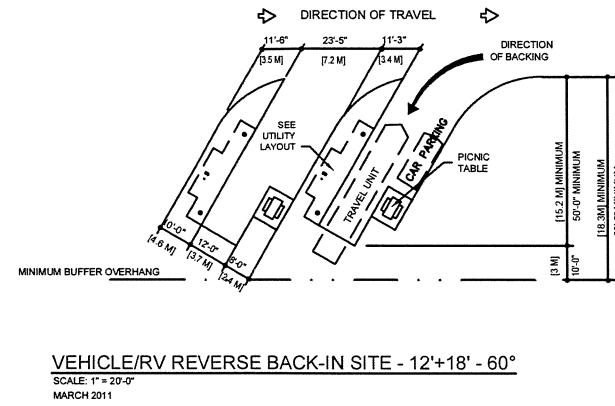 DIRECTION OF TRAVEL
11'-6"
23'-5"
11'-3"
[3.5 M]
[7.2 M]
[3.4 M]
DIRECTION
OF BACKING
SEE
UTILITY
LAYOUT
CAR PARKING
PICNIC
TABLE
TRAVEL UNIT
[15.2 M] MINIMUM
50'-0" MINIMUM
[18.3M] MINIMUM
0'-0"
[4.6 M]
12'-0"
[3.7 M]
8'-0"
[2.4 M]
[3 M]
10'-0"
MINIMUM BUFFER OVERHANG
VEHICLE/RV REVERSE BACK-IN SITE - 12'+18' - 60°
SCALE: 1" = 20'-0"
MARCH 2011